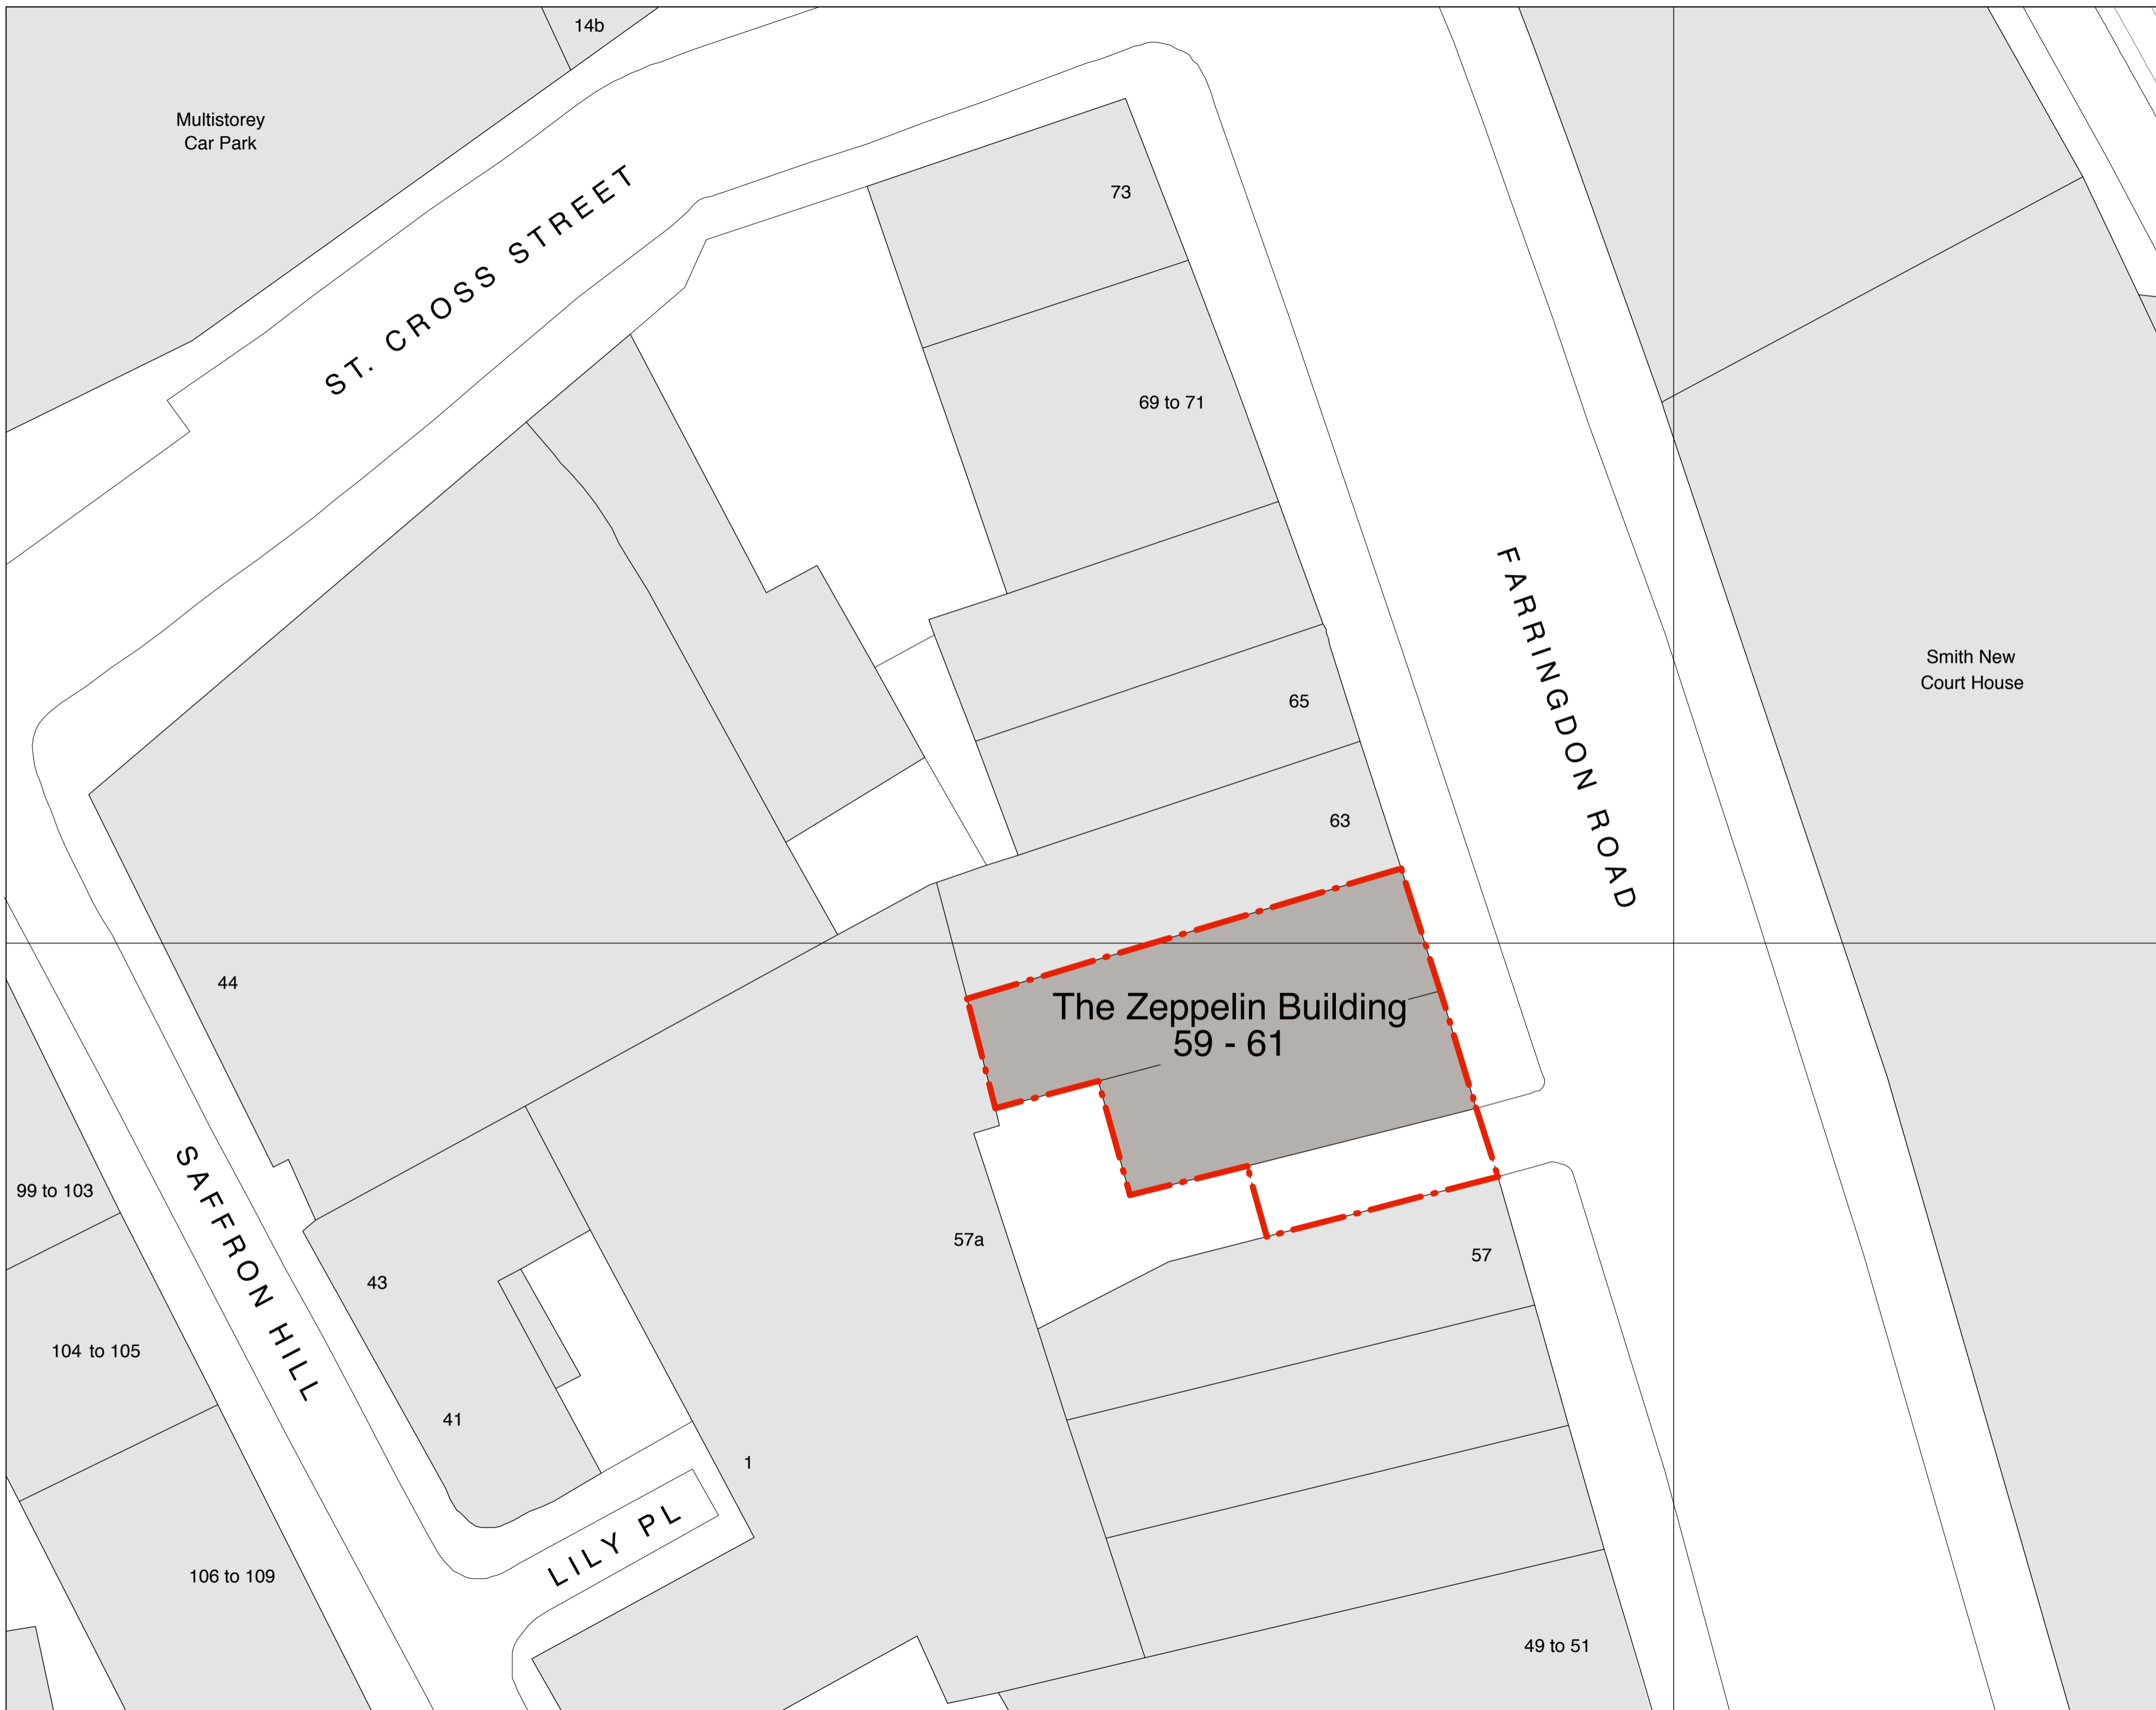 14b
Multistorey
Car Park
ST. CROSS STREET
73
69 to 71
FARRINGDON ROAD
Smith New
Court House
65
63
44
The Zeppelin Building
59 - 61
99 to 103
SAFFRON HILL
57a
57
43
104 to 105
41
1
LILY PL
106 to 109
49 to 51